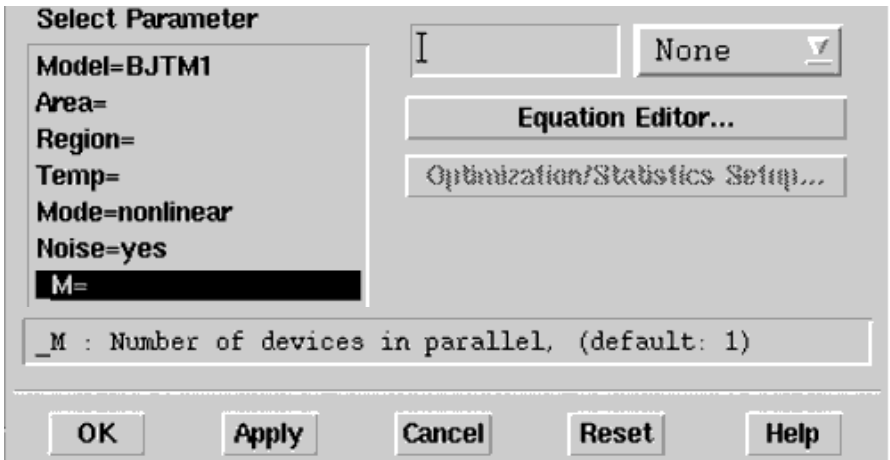 Select Parameter
Model=BJTM1
Area=
Region=
Temp=
Mode=nonlinear
Noise=yes
_M=
None
Equation Editor...
Optimization/Statistics Setup...
_M : Number of devices in parallel, (default: 1)
OK Apply Cancel Reset Help